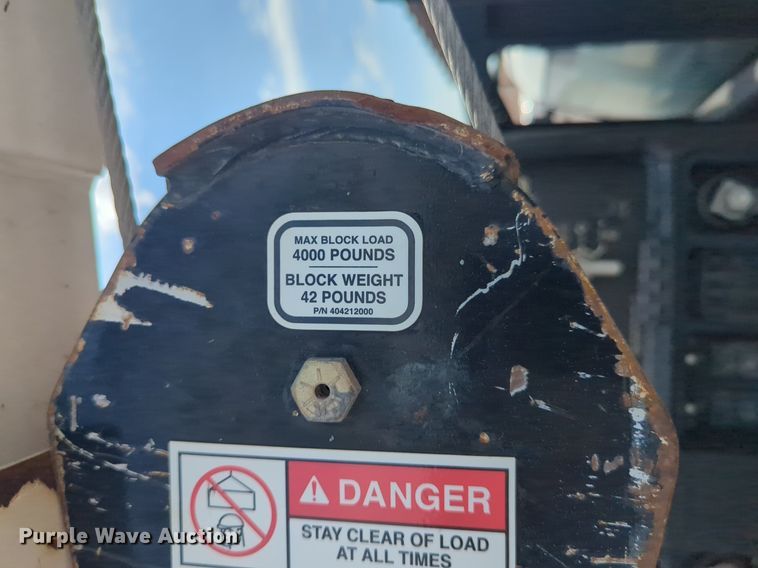 MAX BLOCK LOAD
4000 POUNDS
BLOCK WEIGHT
42 POUNDS
P/N 404212000
DANGER
STAY CLEAR OF LOAD
AT ALL TIMES
Purple Wave Auction